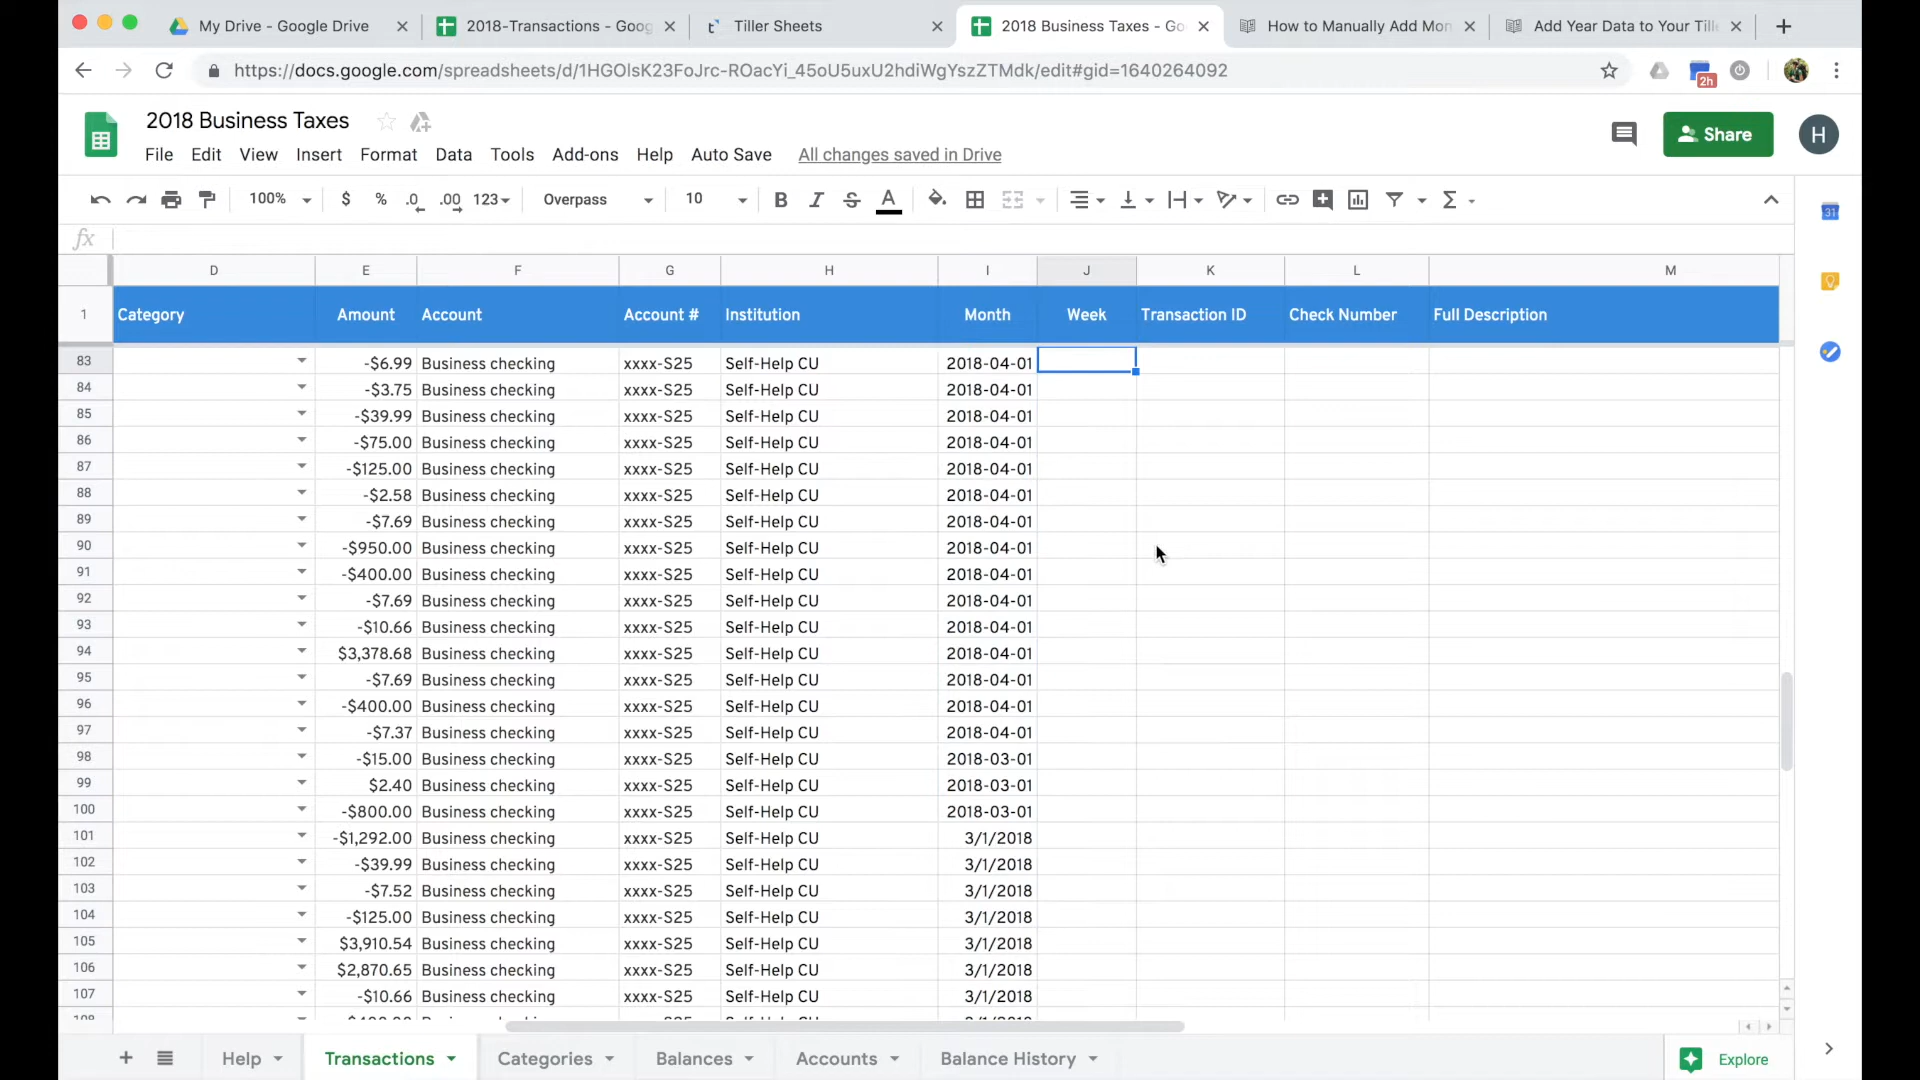 My Drive - Google Drive
2018-Transactions - Goog
Tiller Sheets
2018 Business Taxes - Go
How to Manually Add Mon
Add Year Data to Your Till
https://docs.google.com/spreadsheets/d/1HGOlsK23FoJrc-ROacYi_45oU5uxU2hdiWgYszZTMdk/edit#gid=1640264092
2h
2018 Business Taxes
File Edit View Insert Format Data Tools Add-ons Help Auto Save All changes saved in Drive
Share
H
100% $ % .0 .00 123 Overpass 10 B I S A Σ
31
fx
D E F G H I J K L M
1 Category Amount Account Account # Institution Month Week Transaction ID Check Number Full Description
83 -$6.99 Business checking xxxx-S25 Self-Help CU 2018-04-01
84 -$3.75 Business checking xxxx-S25 Self-Help CU 2018-04-01
85 -$39.99 Business checking xxxx-S25 Self-Help CU 2018-04-01
86 -$75.00 Business checking xxxx-S25 Self-Help CU 2018-04-01
87 -$125.00 Business checking xxxx-S25 Self-Help CU 2018-04-01
88 -$2.58 Business checking xxxx-S25 Self-Help CU 2018-04-01
89 -$7.69 Business checking xxxx-S25 Self-Help CU 2018-04-01
90 -$950.00 Business checking xxxx-S25 Self-Help CU 2018-04-01
91 -$400.00 Business checking xxxx-S25 Self-Help CU 2018-04-01
92 -$7.69 Business checking xxxx-S25 Self-Help CU 2018-04-01
93 -$10.66 Business checking xxxx-S25 Self-Help CU 2018-04-01
94 $3,378.68 Business checking xxxx-S25 Self-Help CU 2018-04-01
95 -$7.69 Business checking xxxx-S25 Self-Help CU 2018-04-01
96 -$400.00 Business checking xxxx-S25 Self-Help CU 2018-04-01
97 -$7.37 Business checking xxxx-S25 Self-Help CU 2018-04-01
98 -$15.00 Business checking xxxx-S25 Self-Help CU 2018-03-01
99 $2.40 Business checking xxxx-S25 Self-Help CU 2018-03-01
100 -$800.00 Business checking xxxx-S25 Self-Help CU 2018-03-01
101 -$1,292.00 Business checking xxxx-S25 Self-Help CU 3/1/2018
102 -$39.99 Business checking xxxx-S25 Self-Help CU 3/1/2018
103 -$7.52 Business checking xxxx-S25 Self-Help CU 3/1/2018
104 -$125.00 Business checking xxxx-S25 Self-Help CU 3/1/2018
105 $3,910.54 Business checking xxxx-S25 Self-Help CU 3/1/2018
106 $2,870.65 Business checking xxxx-S25 Self-Help CU 3/1/2018
107 -$10.66 Business checking xxxx-S25 Self-Help CU 3/1/2018
Help Transactions Categories Balances Accounts Balance History Explore